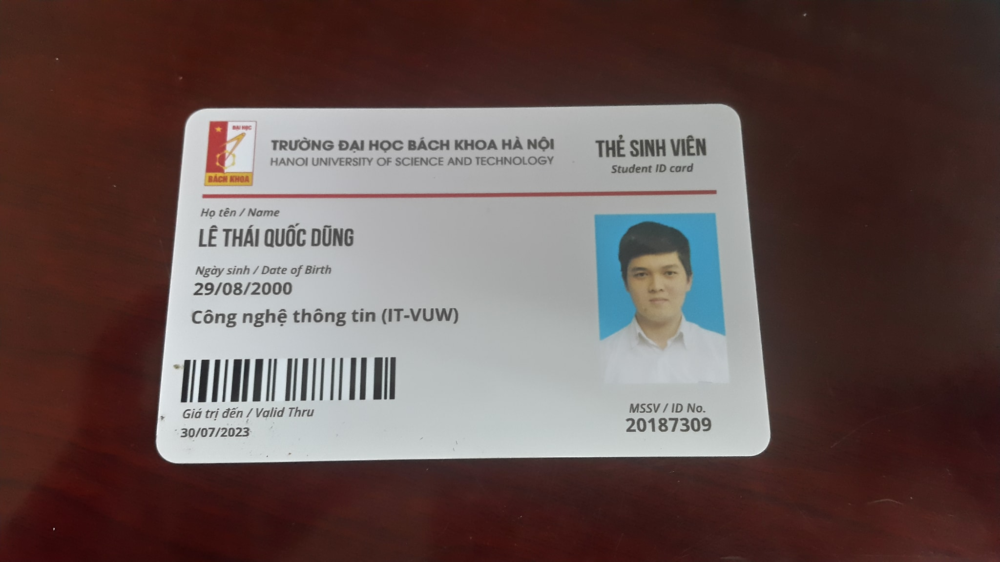 ĐẠI HỌC
BÁCH KHOA
TRƯỜNG ĐẠI HỌC BÁCH KHOA HÀ NỘI
HANOI UNIVERSITY OF SCIENCE AND TECHNOLOGY
THẺ SINH VIÊN
Student ID card
Họ tên / Name
LÊ THÁI QUỐC DŨNG
Ngày sinh / Date of Birth
29/08/2000
Công nghệ thông tin (IT-VUW)
Giá trị đến / Valid Thru
30/07/2023
MSSV / ID No.
20187309